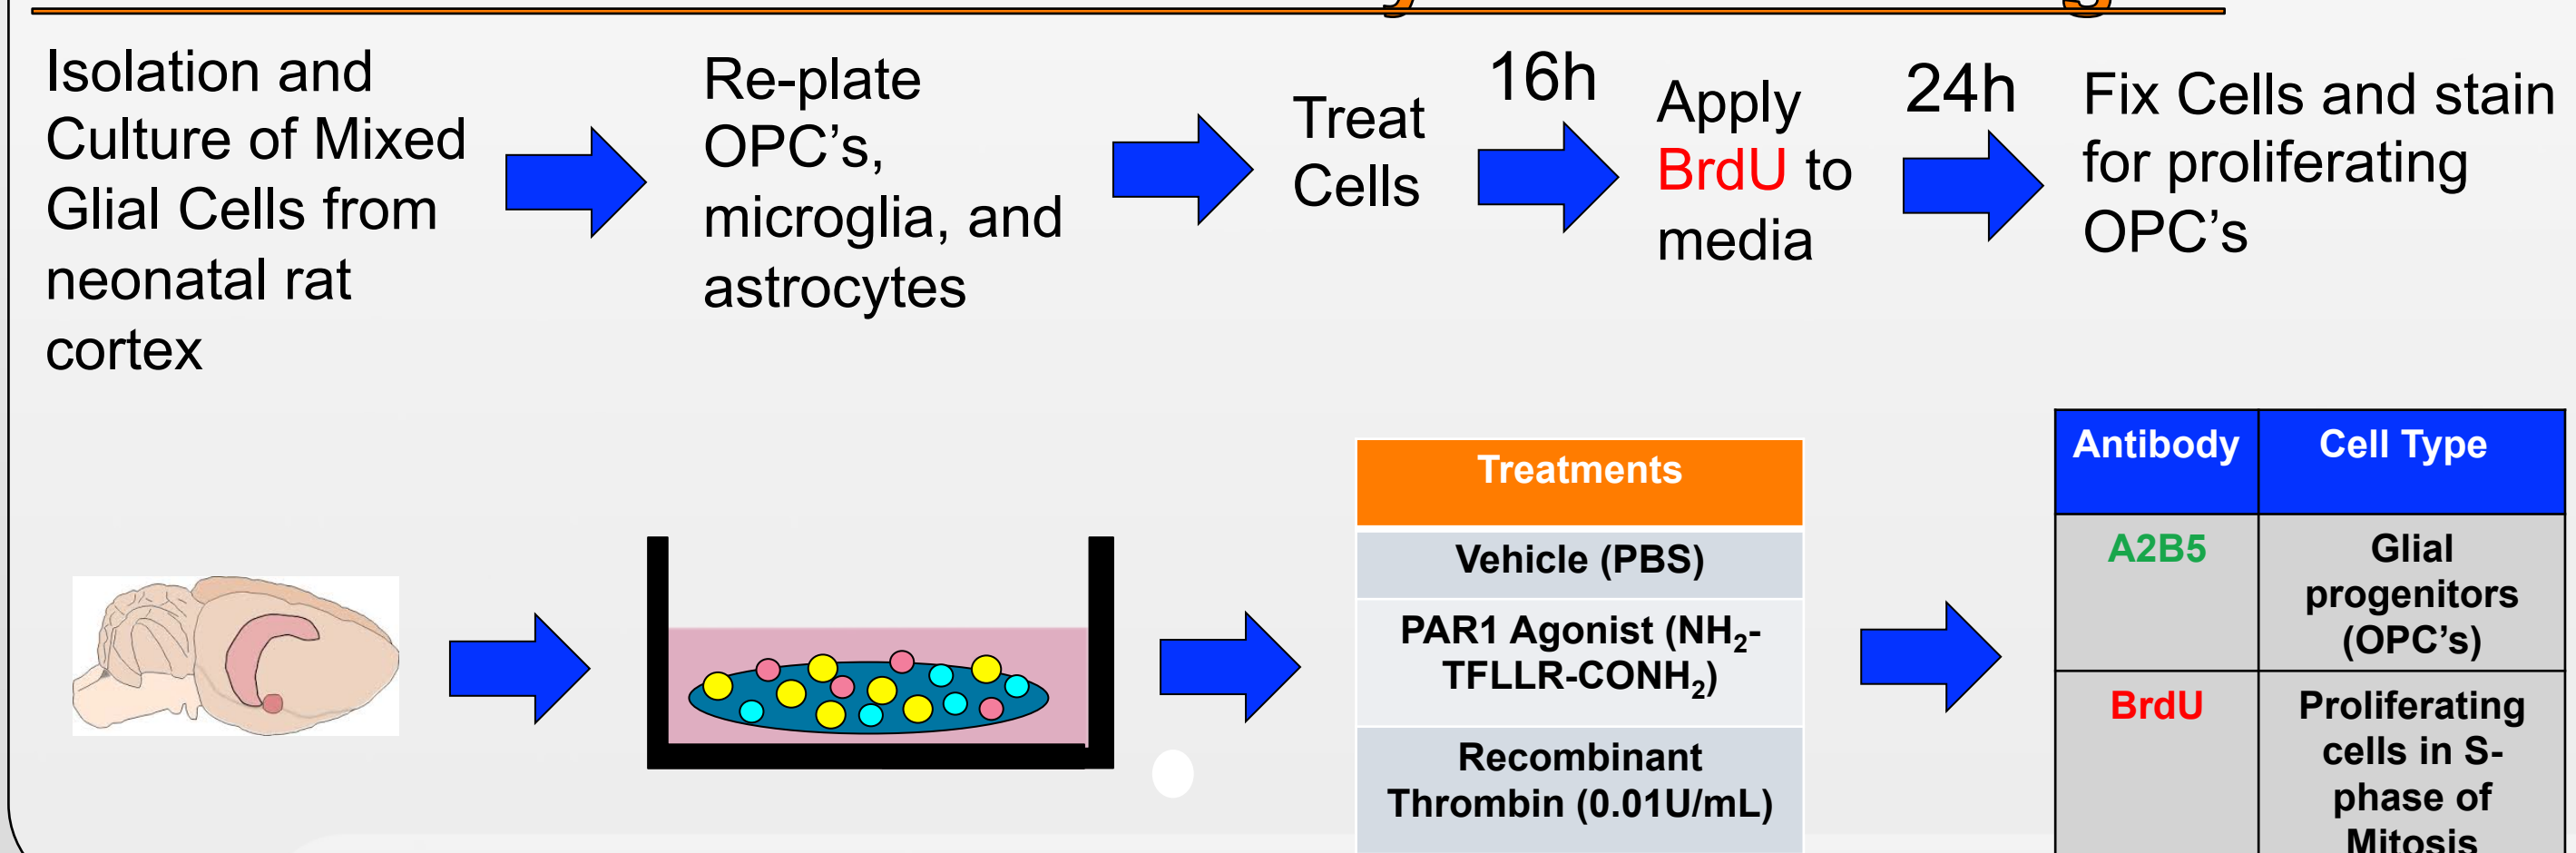 Isolation and
Culture of Mixed
Glial Cells from
neonatal rat
cortex
Re-plate
OPC’s,
microglia, and
astrocytes
Treat
Cells
16h
Apply
BrdU to
media
24h
Fix Cells and stain
for proliferating
OPC’s
Treatments
Vehicle (PBS)
PAR1 Agonist (NH₂-
TFLLR-CONH₂)
Recombinant
Thrombin (0.01U/mL)
Antibody
Cell Type
A2B5
Glial
progenitors
(OPC’s)
BrdU
Proliferating
cells in S-
phase of
Mitosis